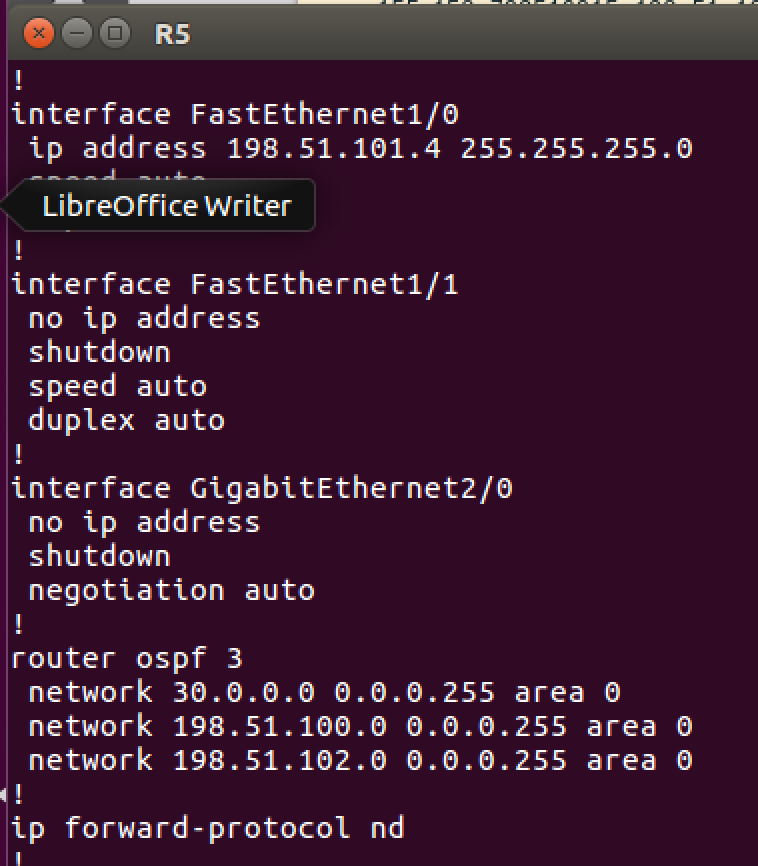 R5
!
interface FastEthernet1/0
 ip address 198.51.101.4 255.255.255.0
 speed auto
LibreOffice Writer
!
interface FastEthernet1/1
 no ip address
 shutdown
 speed auto
 duplex auto
!
interface GigabitEthernet2/0
 no ip address
 shutdown
 negotiation auto
!
router ospf 3
 network 30.0.0.0 0.0.0.255 area 0
 network 198.51.100.0 0.0.0.255 area 0
 network 198.51.102.0 0.0.0.255 area 0
!
ip forward-protocol nd
!